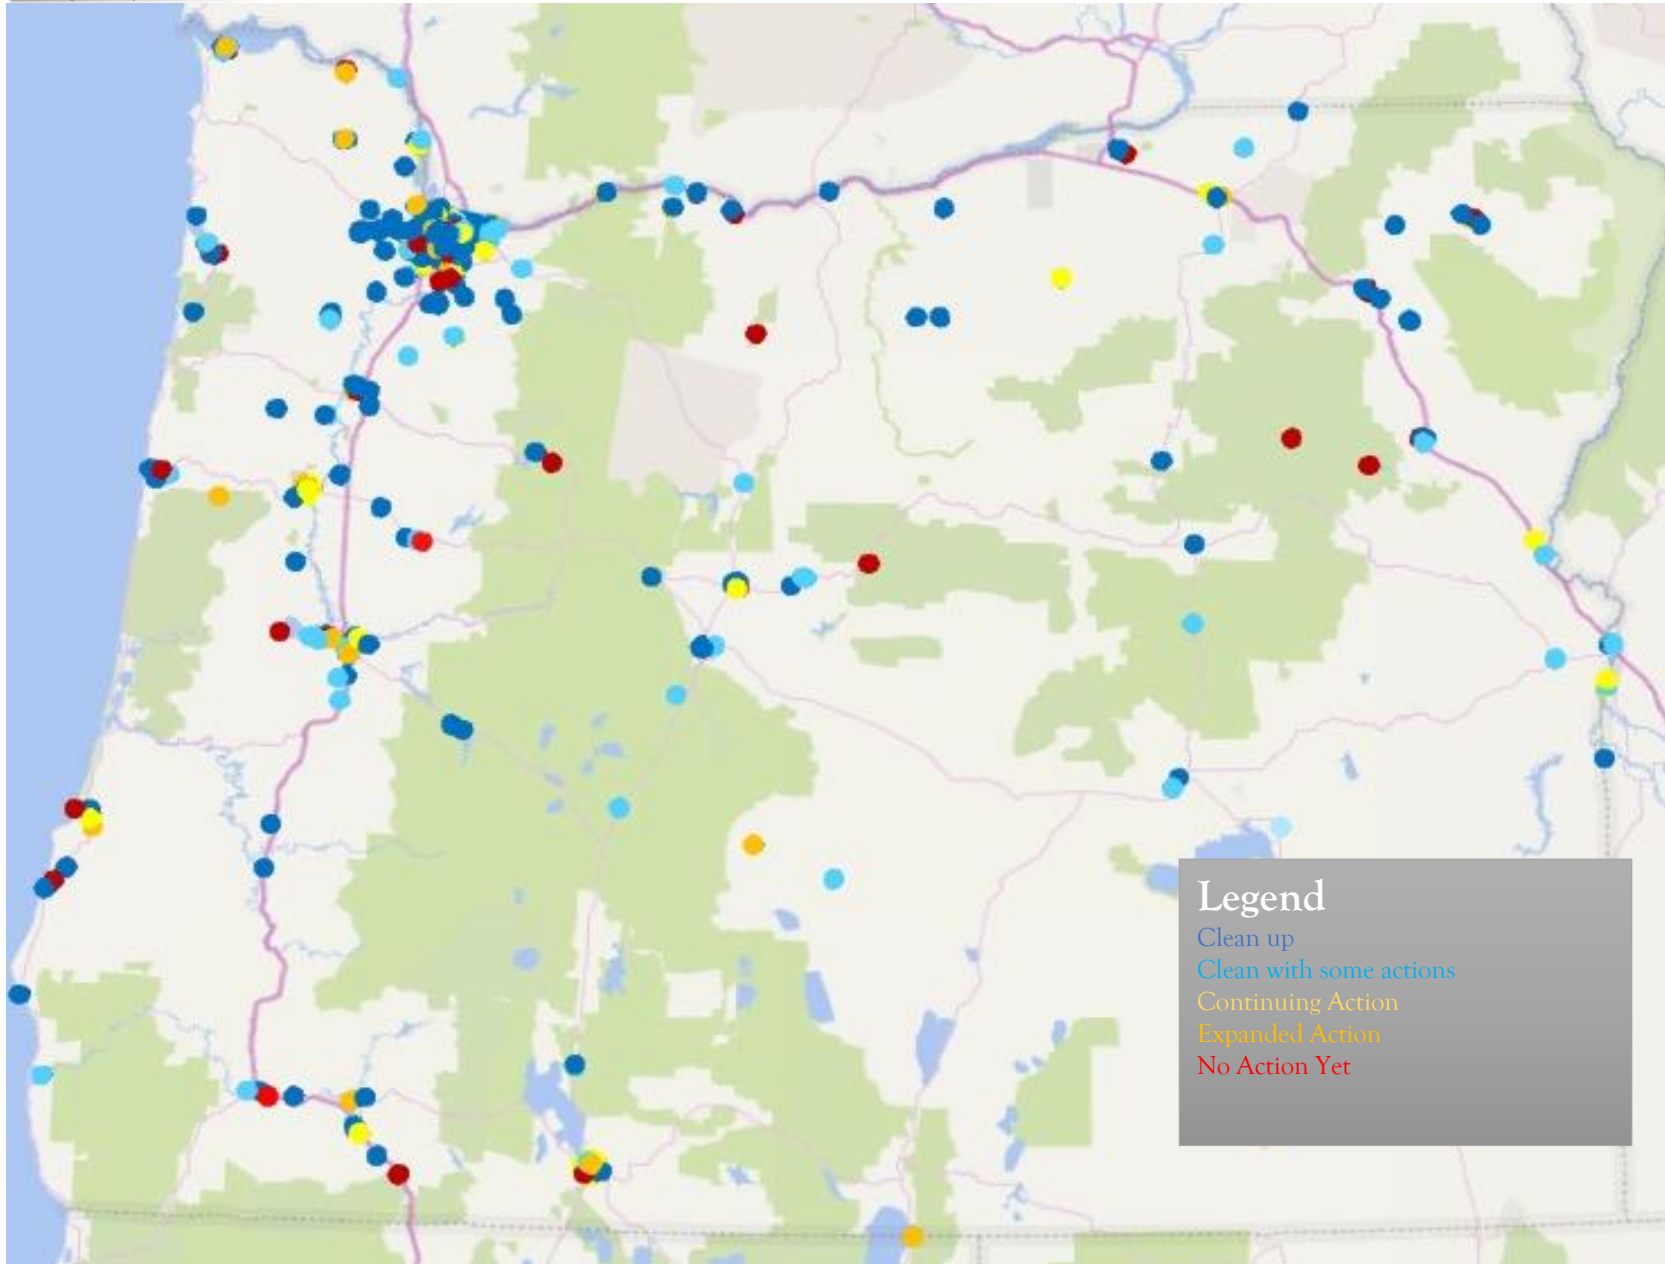 Legend
Clean up
Clean with some actions
Continuing Action
Expanded Action
No Action Yet